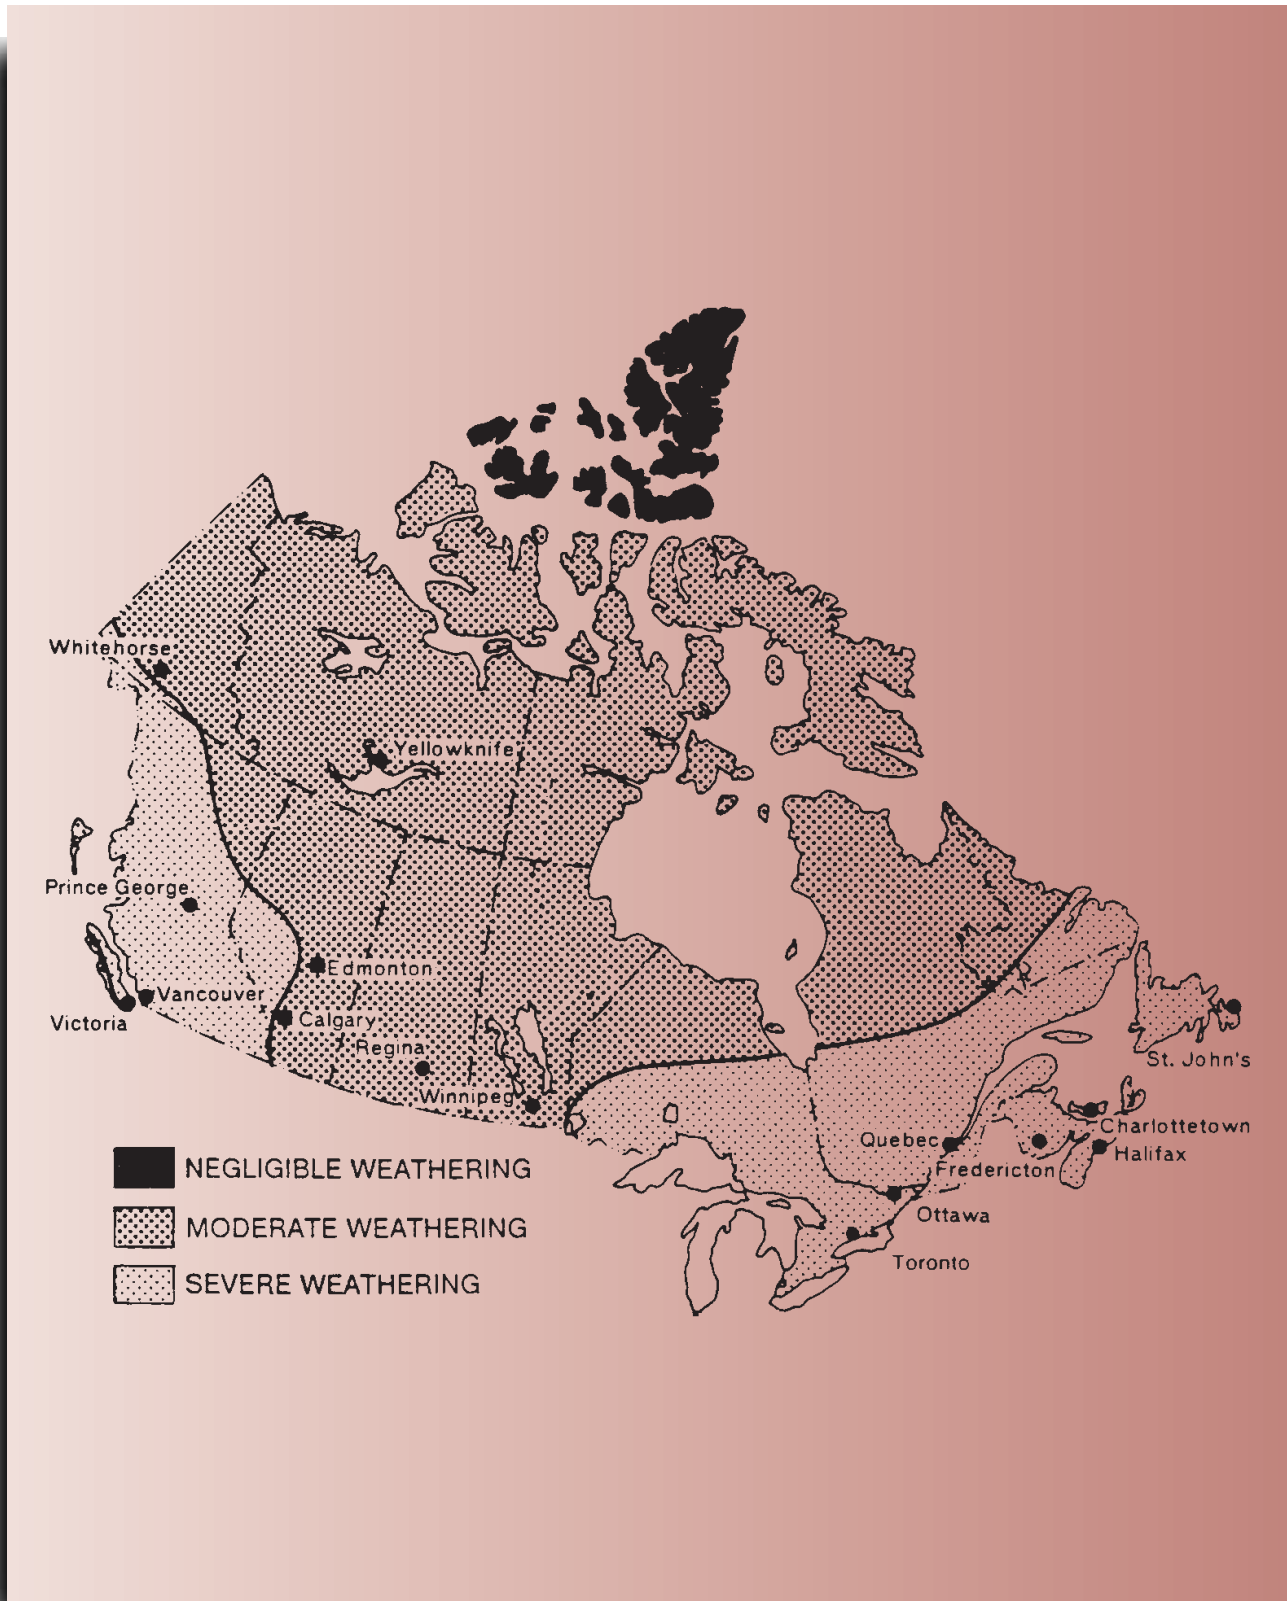 Whitehorse
Yellowknife
Prince George
Edmonton
Vancouver
Victoria
Calgary
Regina
Winnipeg
St. John's
Charlottetown
Quebec
Halifax
Fredericton
Ottawa
Toronto
NEGLIGIBLE WEATHERING
MODERATE WEATHERING
SEVERE WEATHERING